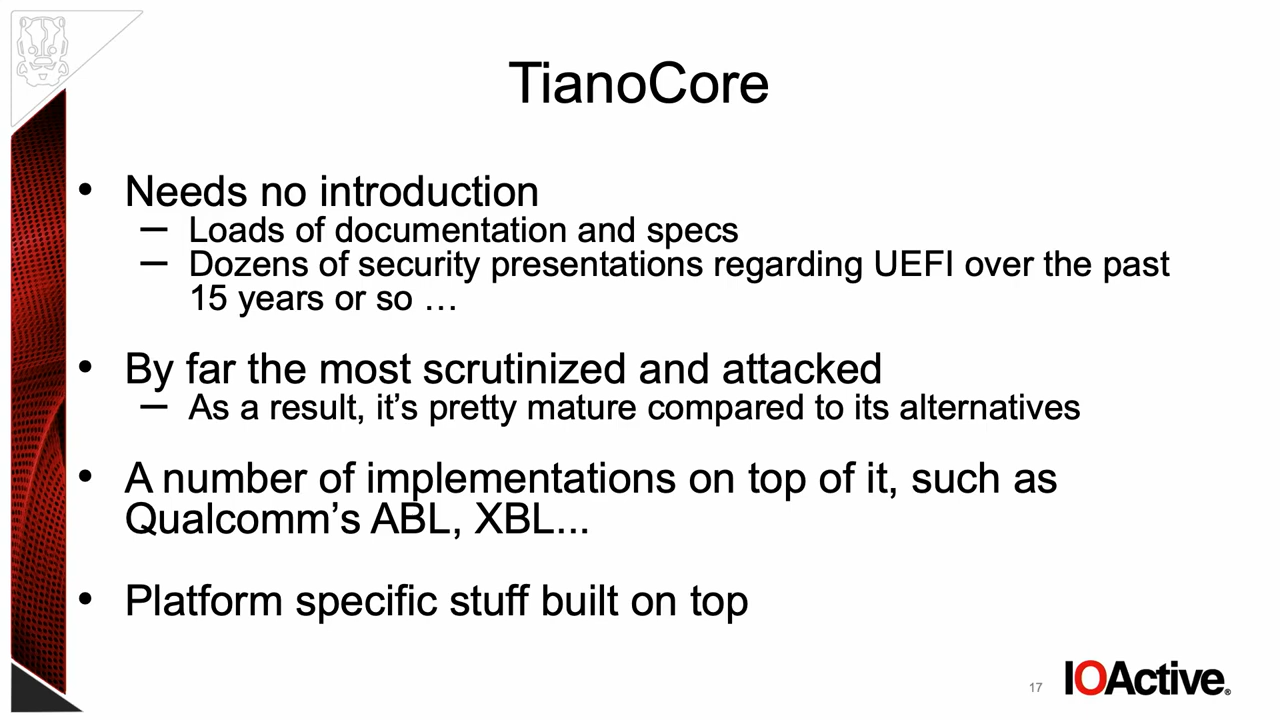 TianoCore
• Needs no introduction
– Loads of documentation and specs
– Dozens of security presentations regarding UEFI over the past
15 years or so …
• By far the most scrutinized and attacked
– As a result, it’s pretty mature compared to its alternatives
• A number of implementations on top of it, such as
Qualcomm’s ABL, XBL...
• Platform specific stuff built on top
17
IOActive®